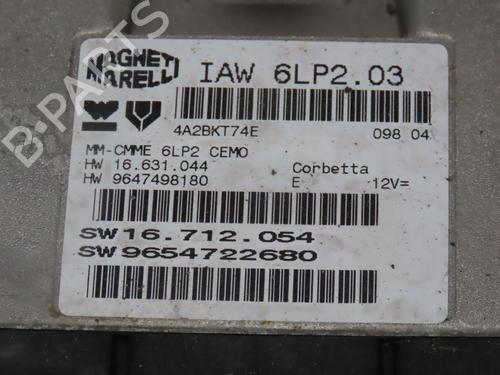 MAGNETI
MARELLI
IAW 6LP2.03
4A2BKT74E 098 04
MM-CMME 6LP2 CEMO
HW 16.631.044 Corbetta
HW 9647498180 E 12V=
SW 16.712.054
SW 9654722680
B-PARTS